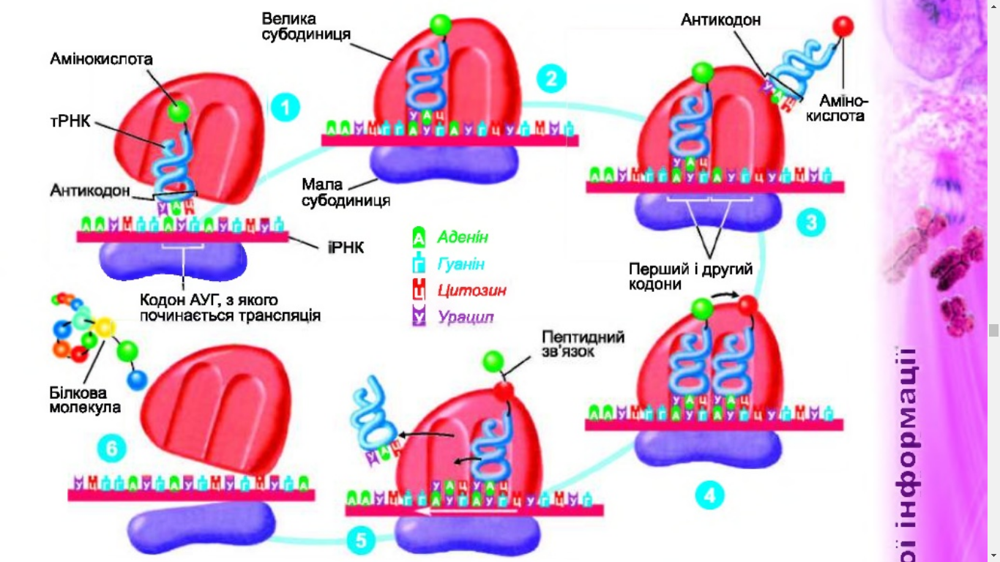 Велика
субодиниця
Антикодон
Амінокислота
1
2
тРНК
Аміно-
кислота
У А Ц
У А Ц
А А У Ц Г Г А У Г А У Г Ц У Г Ц У Г
У А Ц
Антикодон
Мала
субодиниця
А А У Ц Г Г А У Г А У Г Ц У Г Ц У Г
У А Ц
А А У Ц Г Г А У Г А У Г Ц У Г Ц У Г
3
іРНК
А Аденін
Г Гуанін
Ц Цитозин
У Урацил
Перший і другий
кодони
Кодон АУГ, з якого
починається трансляція
Пептидний
зв’язок
Білкова
молекула
У А Ц У А Ц
А А У Ц Г Г А У Г А У Г Ц У Г Ц У Г
6
У А Ц
У А Ц У А Ц
У Ц Г Г А У Г А У Г Ц У Г Ц У Г А
А А У Ц Г Г А У Г А У Г Ц У Г Ц У Г
4
5
ої інформації